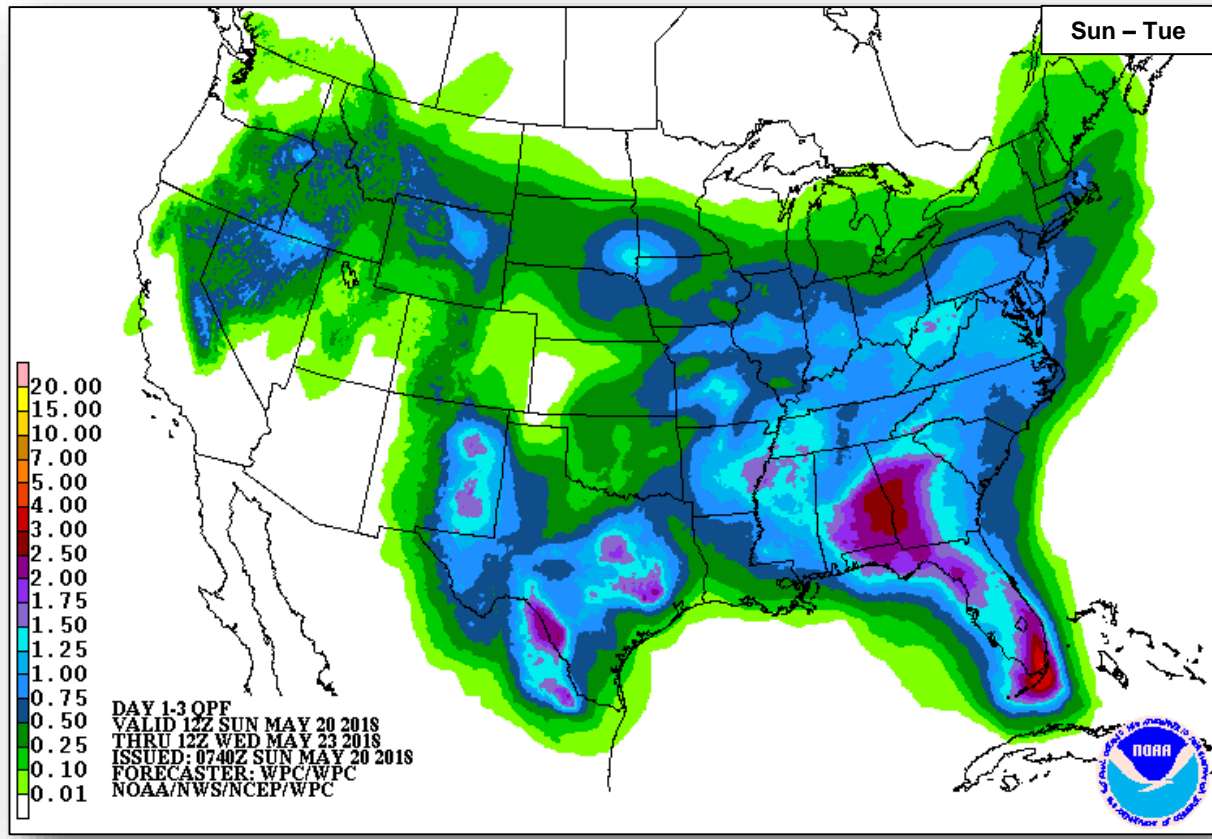 Sun – Tue
20.00
15.00
10.00
7.00
5.00
4.00
3.00
2.50
2.00
1.75
1.50
1.25
1.00
0.75
0.50
0.25
0.10
0.01
DAY 1-3 QPF
VALID 12Z SUN MAY 20 2018
THRU 12Z WED MAY 23 2018
ISSUED: 0740Z SUN MAY 20 2018
FORECASTER: WPC/WPC
NOAA/NWS/NCEP/WPC
NOAA